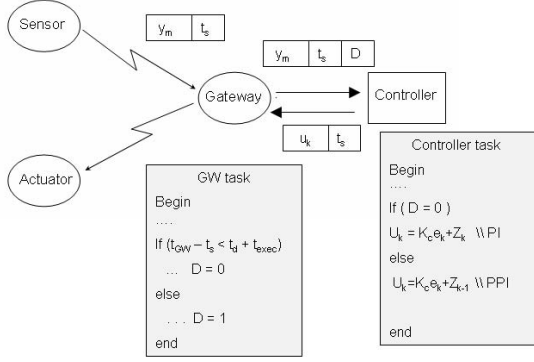 Sensor
y_m t_s
y_m t_s D
Gateway
Controller
u_k t_s
Actuator
GW task
Begin
....
If (t_GW – t_s < t_d + t_exec)
... D = 0
else
. . . D = 1
end
Controller task
Begin
....
If ( D = 0 )
U_k = K_c e_k + Z_k \\ PI
else
U_k=K_c e_k+Z_k-1 \\ PPI
end